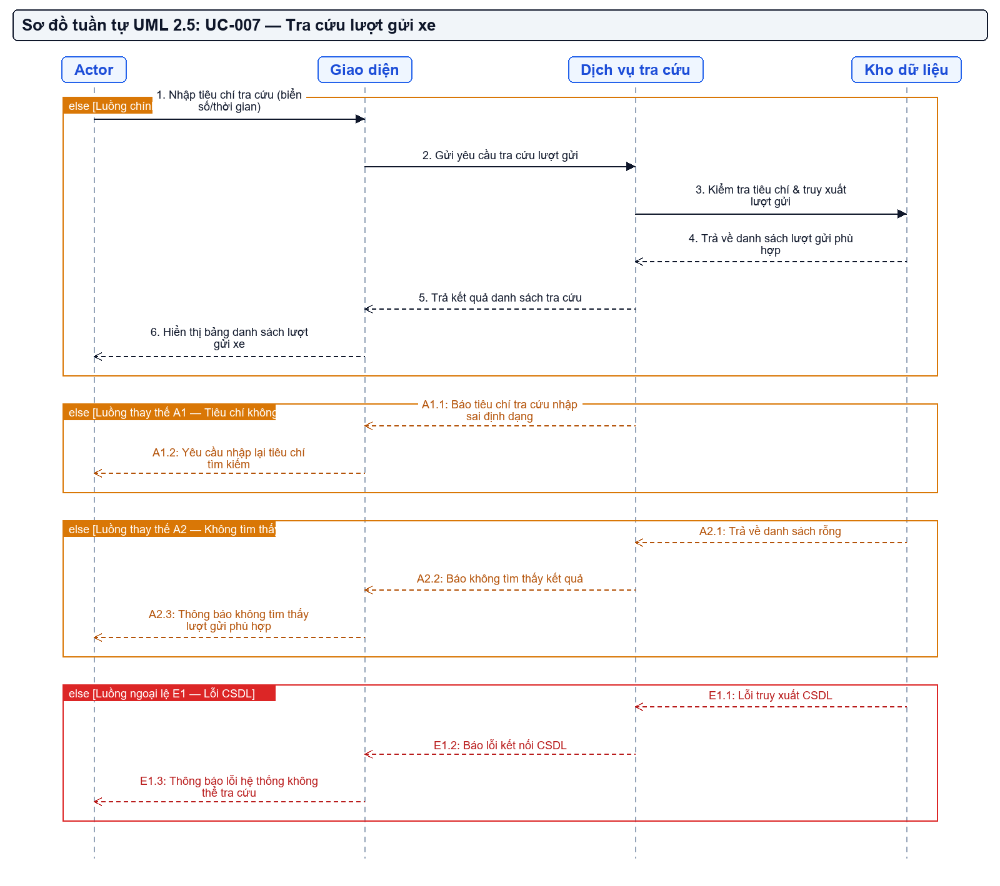 Sơ đồ tuần tự UML 2.5: UC-007 — Tra cứu lượt gửi xe
Actor
Giao diện
Dịch vụ tra cứu
Kho dữ liệu
else [Luồng chính
1. Nhập tiêu chí tra cứu (biển
số/thời gian)
2. Gửi yêu cầu tra cứu lượt gửi
3. Kiểm tra tiêu chí & truy xuất
lượt gửi
4. Trả về danh sách lượt gửi phù
hợp
5. Trả kết quả danh sách tra cứu
6. Hiển thị bảng danh sách lượt
gửi xe
else [Luồng thay thế A1 — Tiêu chí không
A1.1: Báo tiêu chí tra cứu nhập
sai định dạng
A1.2: Yêu cầu nhập lại tiêu chí
tìm kiếm
else [Luồng thay thế A2 — Không tìm thấy
A2.1: Trả về danh sách rỗng
A2.2: Báo không tìm thấy kết quả
A2.3: Thông báo không tìm thấy
lượt gửi phù hợp
else [Luồng ngoại lệ E1 — Lỗi CSDL]
E1.1: Lỗi truy xuất CSDL
E1.2: Báo lỗi kết nối CSDL
E1.3: Thông báo lỗi hệ thống không
thể tra cứu